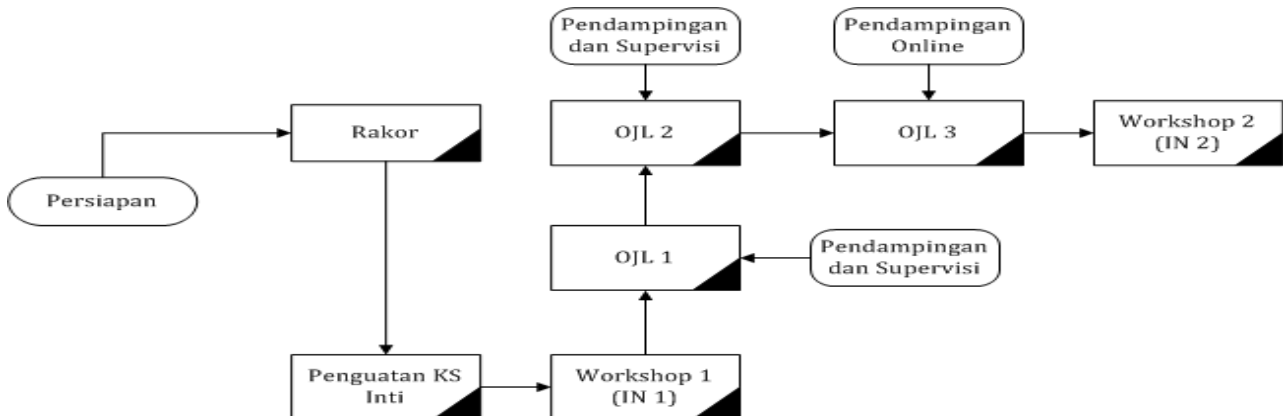 Pendampingan
dan Supervisi
Pendampingan
Online
Rakor
OJL 2
OJL 3
Workshop 2
(IN 2)
Persiapan
OJL 1
Pendampingan
dan Supervisi
Penguatan KS
Inti
Workshop 1
(IN 1)